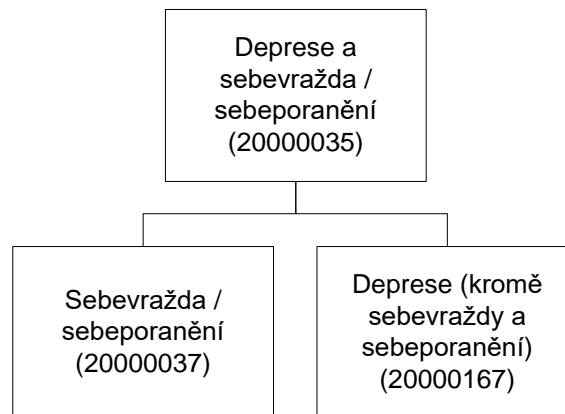 Deprese a
sebevražda /
sebeporanění
(20000035)
Sebevražda /
sebeporanění
(20000037)
Deprese (kromě
sebevraždy a
sebeporanění)
(20000167)